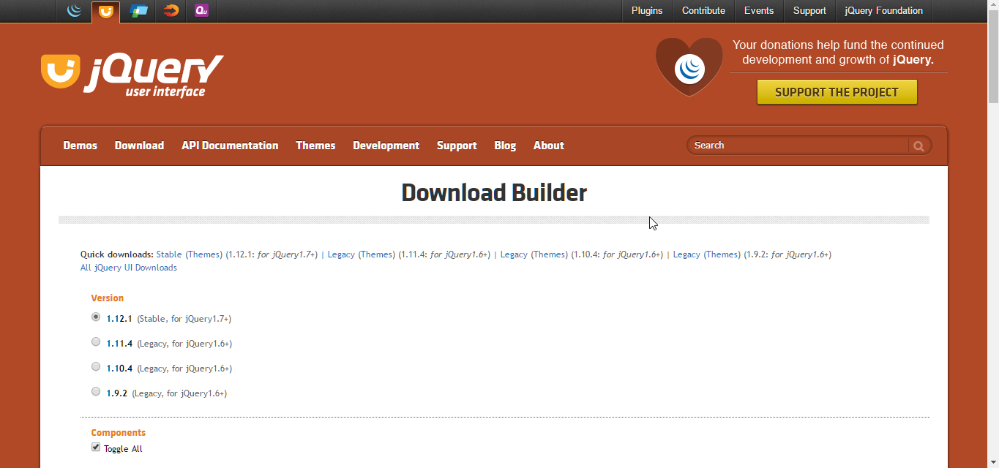 Qu
Plugins Contribute Events Support jQuery Foundation
Your donations help fund the continued
development and growth of jQuery.
jQuery
user interface
SUPPORT THE PROJECT
Demos Download API Documentation Themes Development Support Blog About Search
Download Builder
Quick downloads: Stable (Themes) (1.12.1: for jQuery1.7+) | Legacy (Themes) (1.11.4: for jQuery1.6+) | Legacy (Themes) (1.10.4: for jQuery1.6+) | Legacy (Themes) (1.9.2: for jQuery1.6+)
All jQuery UI Downloads
Version
1.12.1 (Stable, for jQuery1.7+)
1.11.4 (Legacy, for jQuery1.6+)
1.10.4 (Legacy, for jQuery1.6+)
1.9.2 (Legacy, for jQuery1.6+)
Components
Toggle All